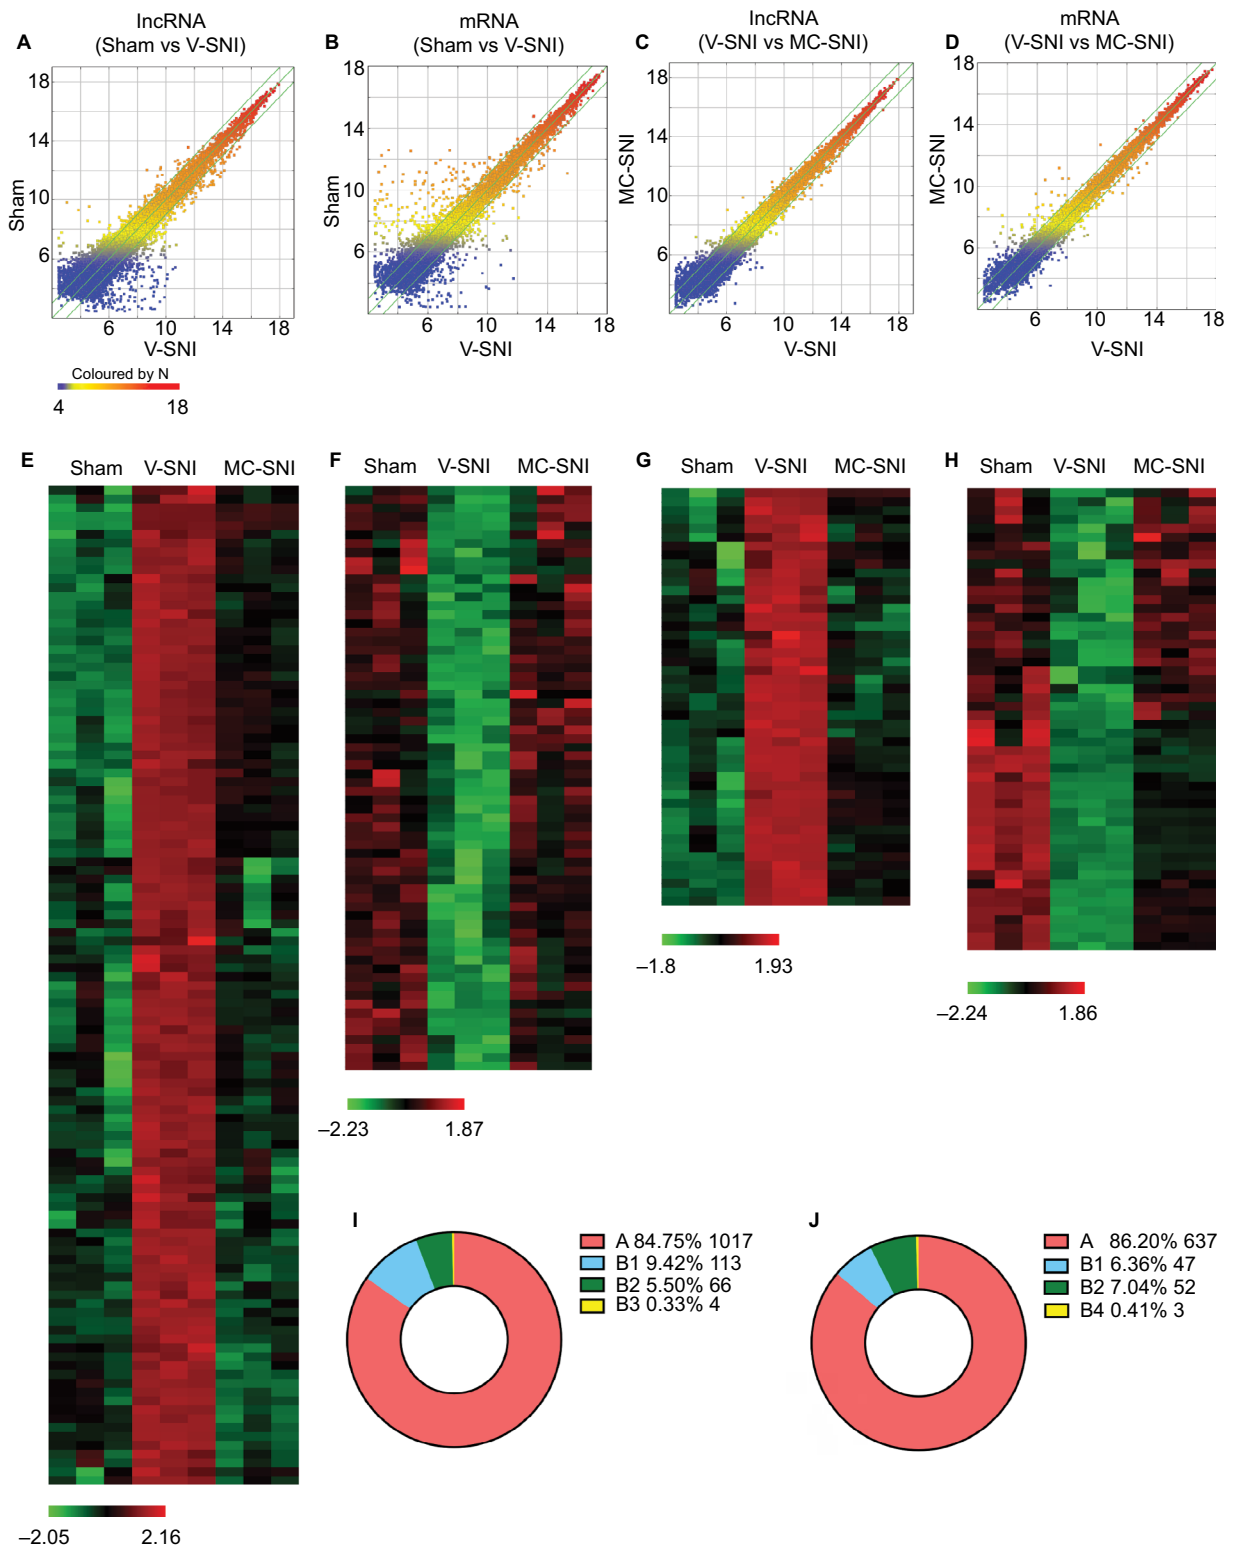 A
lncRNA
(Sham vs V-SNI)
Sham
18
14
10
6
6 10 14 18
V-SNI
Coloured by N
4 18
B
mRNA
(Sham vs V-SNI)
Sham
18
14
10
6
6 10 14 18
V-SNI
C
lncRNA
(V-SNI vs MC-SNI)
MC-SNI
18
14
10
6
6 10 14 18
V-SNI
D
mRNA
(V-SNI vs MC-SNI)
MC-SNI
18
14
10
6
6 10 14 18
V-SNI
E
Sham V-SNI MC-SNI
–2.05 2.16
F
Sham V-SNI MC-SNI
–2.23 1.87
G
Sham V-SNI MC-SNI
–1.8 1.93
H
Sham V-SNI MC-SNI
–2.24 1.86
I
A 84.75% 1017
B1 9.42% 113
B2 5.50% 66
B3 0.33% 4
J
A 86.20% 637
B1 6.36% 47
B2 7.04% 52
B4 0.41% 3